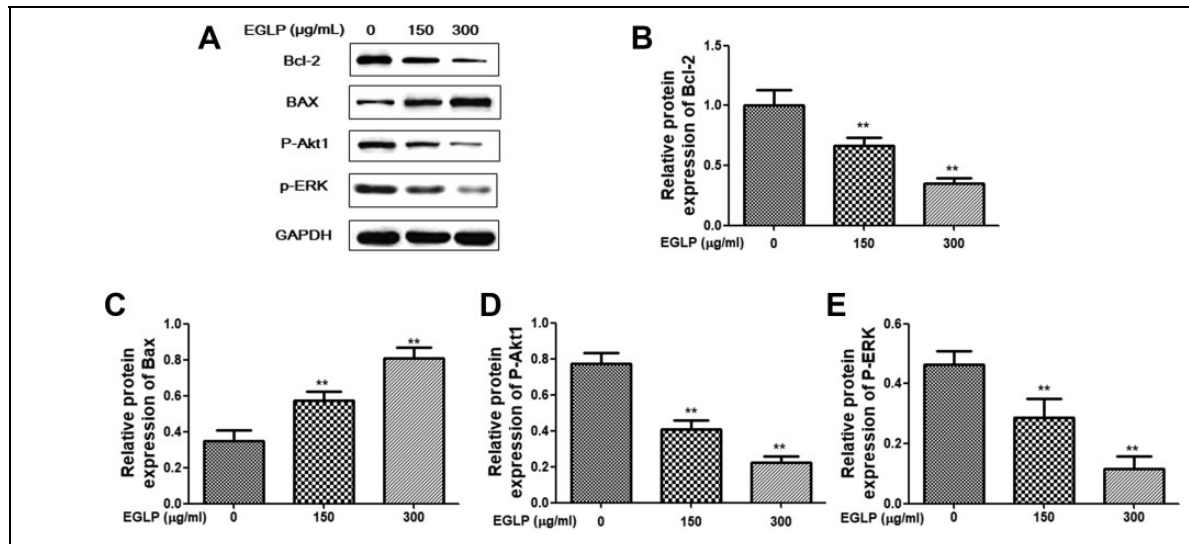 A
EGLP (µg/mL) 0 150 300
Bcl-2
BAX
P-Akt1
p-ERK
GAPDH
B
Relative protein
expression of Bcl-2
1.5
1.0
0.5
0.0
** **
EGLP (µg/ml) 0 150 300
C
Relative protein
expression of Bax
1.0
0.8
0.6
0.4
0.2
0.0
** **
EGLP (µg/ml) 0 150 300
D
Relative protein
expression of P-Akt1
1.0
0.8
0.6
0.4
0.2
0.0
** **
EGLP (µg/ml) 0 150 300
E
Relative protein
expression of P-ERK
0.6
0.4
0.2
0.0
** **
EGLP (µg/ml) 0 150 300